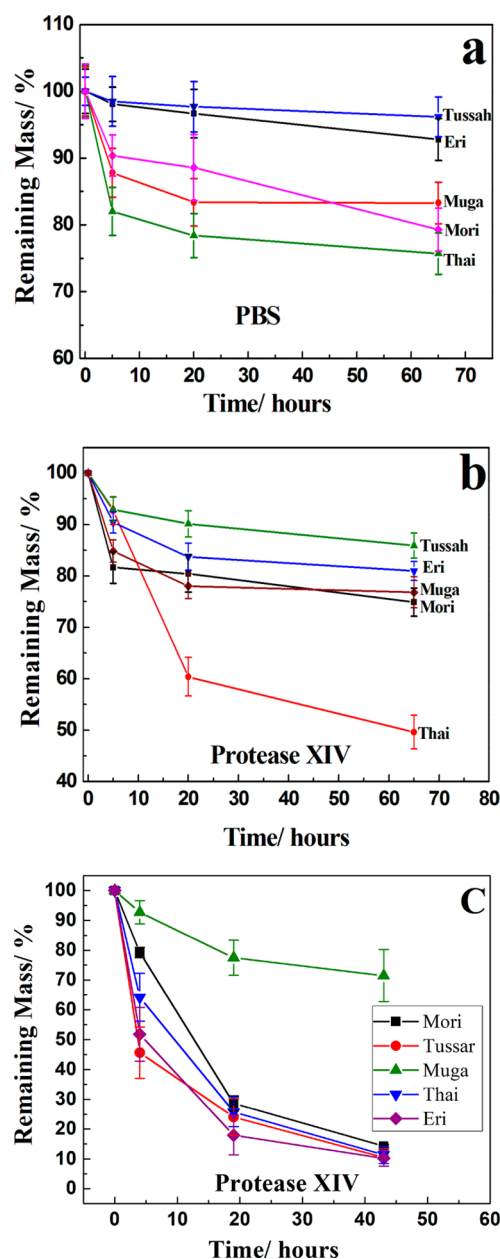 a
Remaining Mass/ %
110
100
90
80
70
60
Tussah
Eri
Muga
Mori
Thai
PBS
0 10 20 30 40 50 60 70
Time/ hours
b
Remaining Mass/ %
100
90
80
70
60
50
40
Tussah
Eri
Muga
Mori
Thai
Protease XIV
0 10 20 30 40 50 60 70 80
Time/ hours
C
Remaining Mass/ %
100
90
80
70
60
50
40
30
20
10
0
Mori
Tussar
Muga
Thai
Eri
Protease XIV
0 10 20 30 40 50 60
Time/ hours